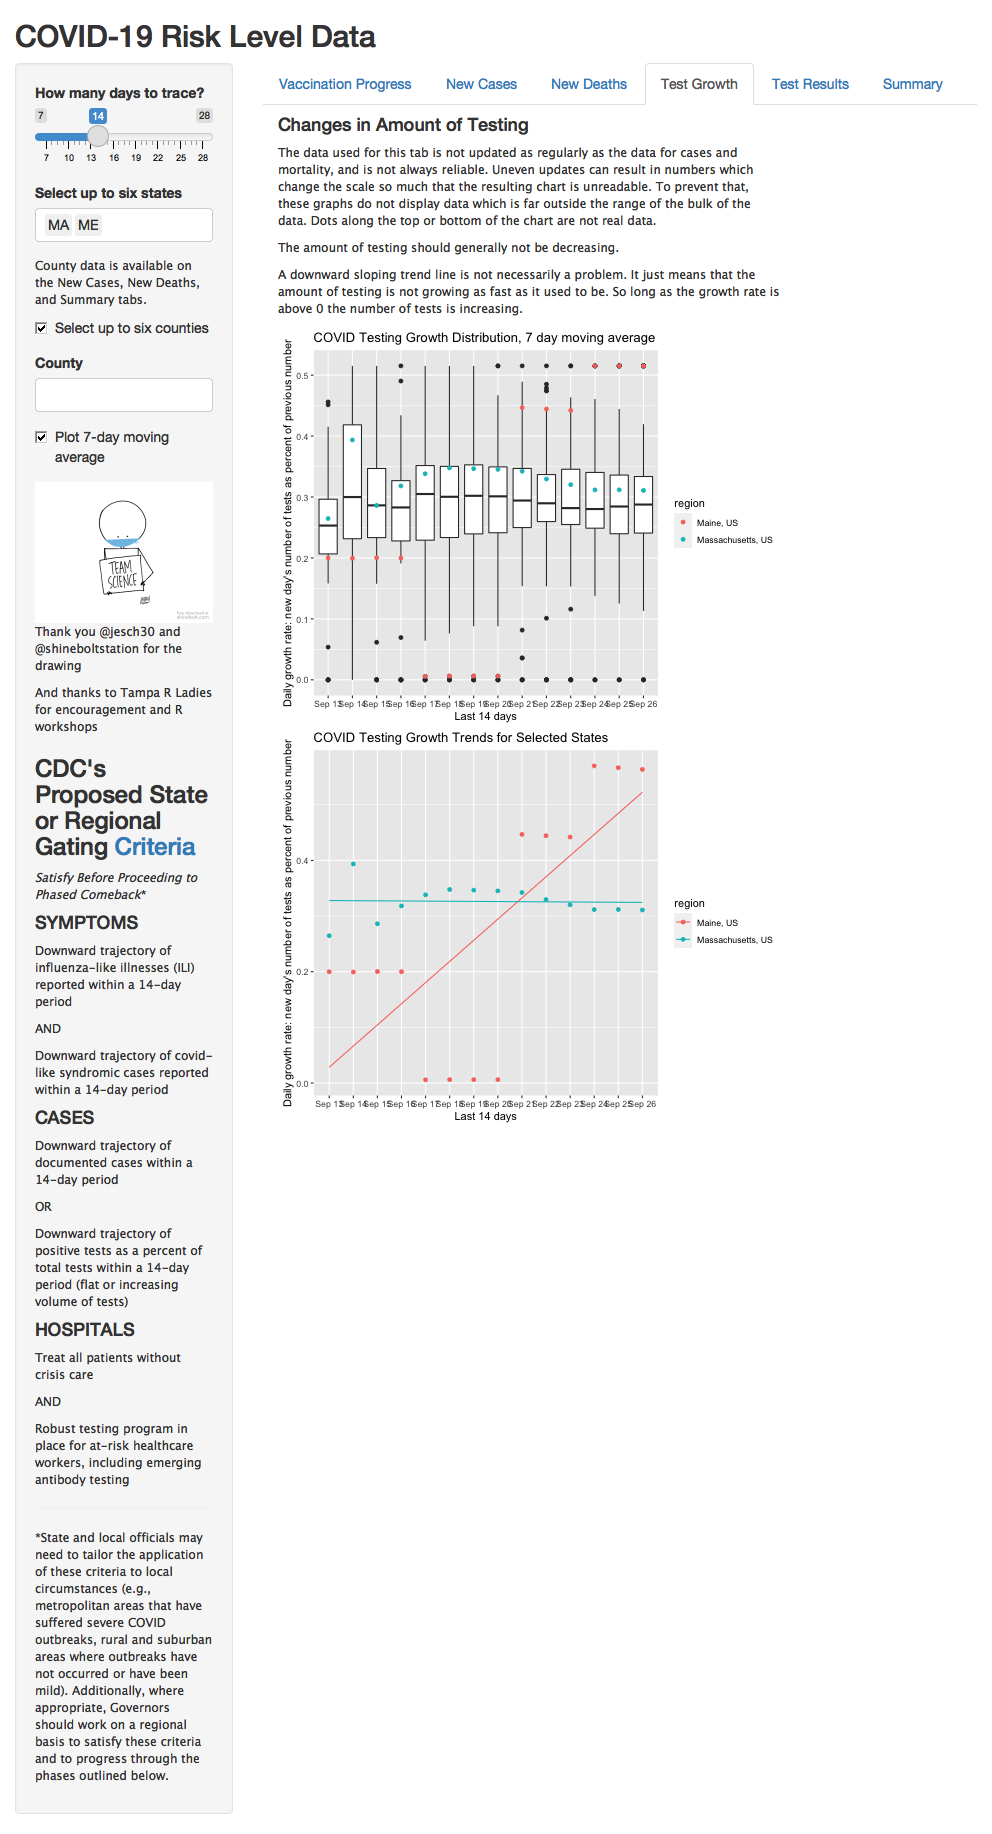 COVID-19 Risk Level Data
How many days to trace?
7 14 28
7 10 13 16 19 22 25 28
Select up to six states
MA ME
County data is available on
the New Cases, New Deaths,
and Summary tabs.
Select up to six counties
County
Plot 7-day moving
average
TEAM
SCIENCE
Thank you @jesch30 and
@shineboltstation for the
drawing
And thanks to Tampa R Ladies
for encouragement and R
workshops
CDC's
Proposed State
or Regional
Gating Criteria
Satisfy Before Proceeding to
Phased Comeback*
SYMPTOMS
Downward trajectory of
influenza-like illnesses (ILI)
reported within a 14-day
period
AND
Downward trajectory of covid-
like syndromic cases reported
within a 14-day period
CASES
Downward trajectory of
documented cases within a
14-day period
OR
Downward trajectory of
positive tests as a percent of
total tests within a 14-day
period (flat or increasing
volume of tests)
HOSPITALS
Treat all patients without
crisis care
AND
Robust testing program in
place for at-risk healthcare
workers, including emerging
antibody testing
*State and local officials may
need to tailor the application
of these criteria to local
circumstances (e.g.,
metropolitan areas that have
suffered severe COVID
outbreaks, rural and suburban
areas where outbreaks have
not occurred or have been
mild). Additionally, where
appropriate, Governors
should work on a regional
basis to satisfy these criteria
and to progress through the
phases outlined below.
Vaccination Progress New Cases New Deaths Test Growth Test Results Summary
Changes in Amount of Testing
The data used for this tab is not updated as regularly as the data for cases and
mortality, and is not always reliable. Uneven updates can result in numbers which
change the scale so much that the resulting chart is unreadable. To prevent that,
these graphs do not display data which is far outside the range of the bulk of the
data. Dots along the top or bottom of the chart are not real data.
The amount of testing should generally not be decreasing.
A downward sloping trend line is not necessarily a problem. It just means that the
amount of testing is not growing as fast as it used to be. So long as the growth rate is
above 0 the number of tests is increasing.
COVID Testing Growth Distribution, 7 day moving average
Daily growth rate: new day's number of tests as percent of previous number
0.5
0.4
0.3
0.2
0.1
0.0
Sep 13 Sep 14 Sep 15 Sep 16 Sep 17 Sep 18 Sep 19 Sep 20 Sep 21 Sep 22 Sep 23 Sep 24 Sep 25 Sep 26
Last 14 days
region
Maine, US
Massachusetts, US
COVID Testing Growth Trends for Selected States
Daily growth rate: new day's number of tests as percent of previous number
0.4
0.2
0.0
Sep 13 Sep 14 Sep 15 Sep 16 Sep 17 Sep 18 Sep 19 Sep 20 Sep 21 Sep 22 Sep 23 Sep 24 Sep 25 Sep 26
Last 14 days
region
Maine, US
Massachusetts, US